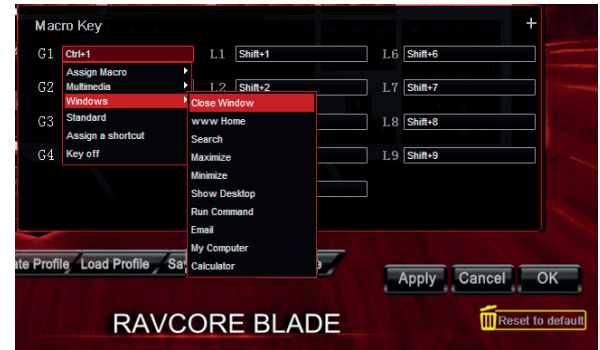 Macro Key +
G1 Ctrl+1 L1 Shift+1 L6 Shift+6
Assign Macro
G2 Multimedia L2 Shift+2 L7 Shift+7
Windows Close Window
G3 Standard www Home L8 Shift+8
Assign a shortcut Search
G4 Key off Maximize L9 Shift+9
Minimize
Show Desktop
Run Command
Email
My Computer
te Profile Load Profile Sa Calculator e
Apply Cancel OK
RAVCORE BLADE Reset to default